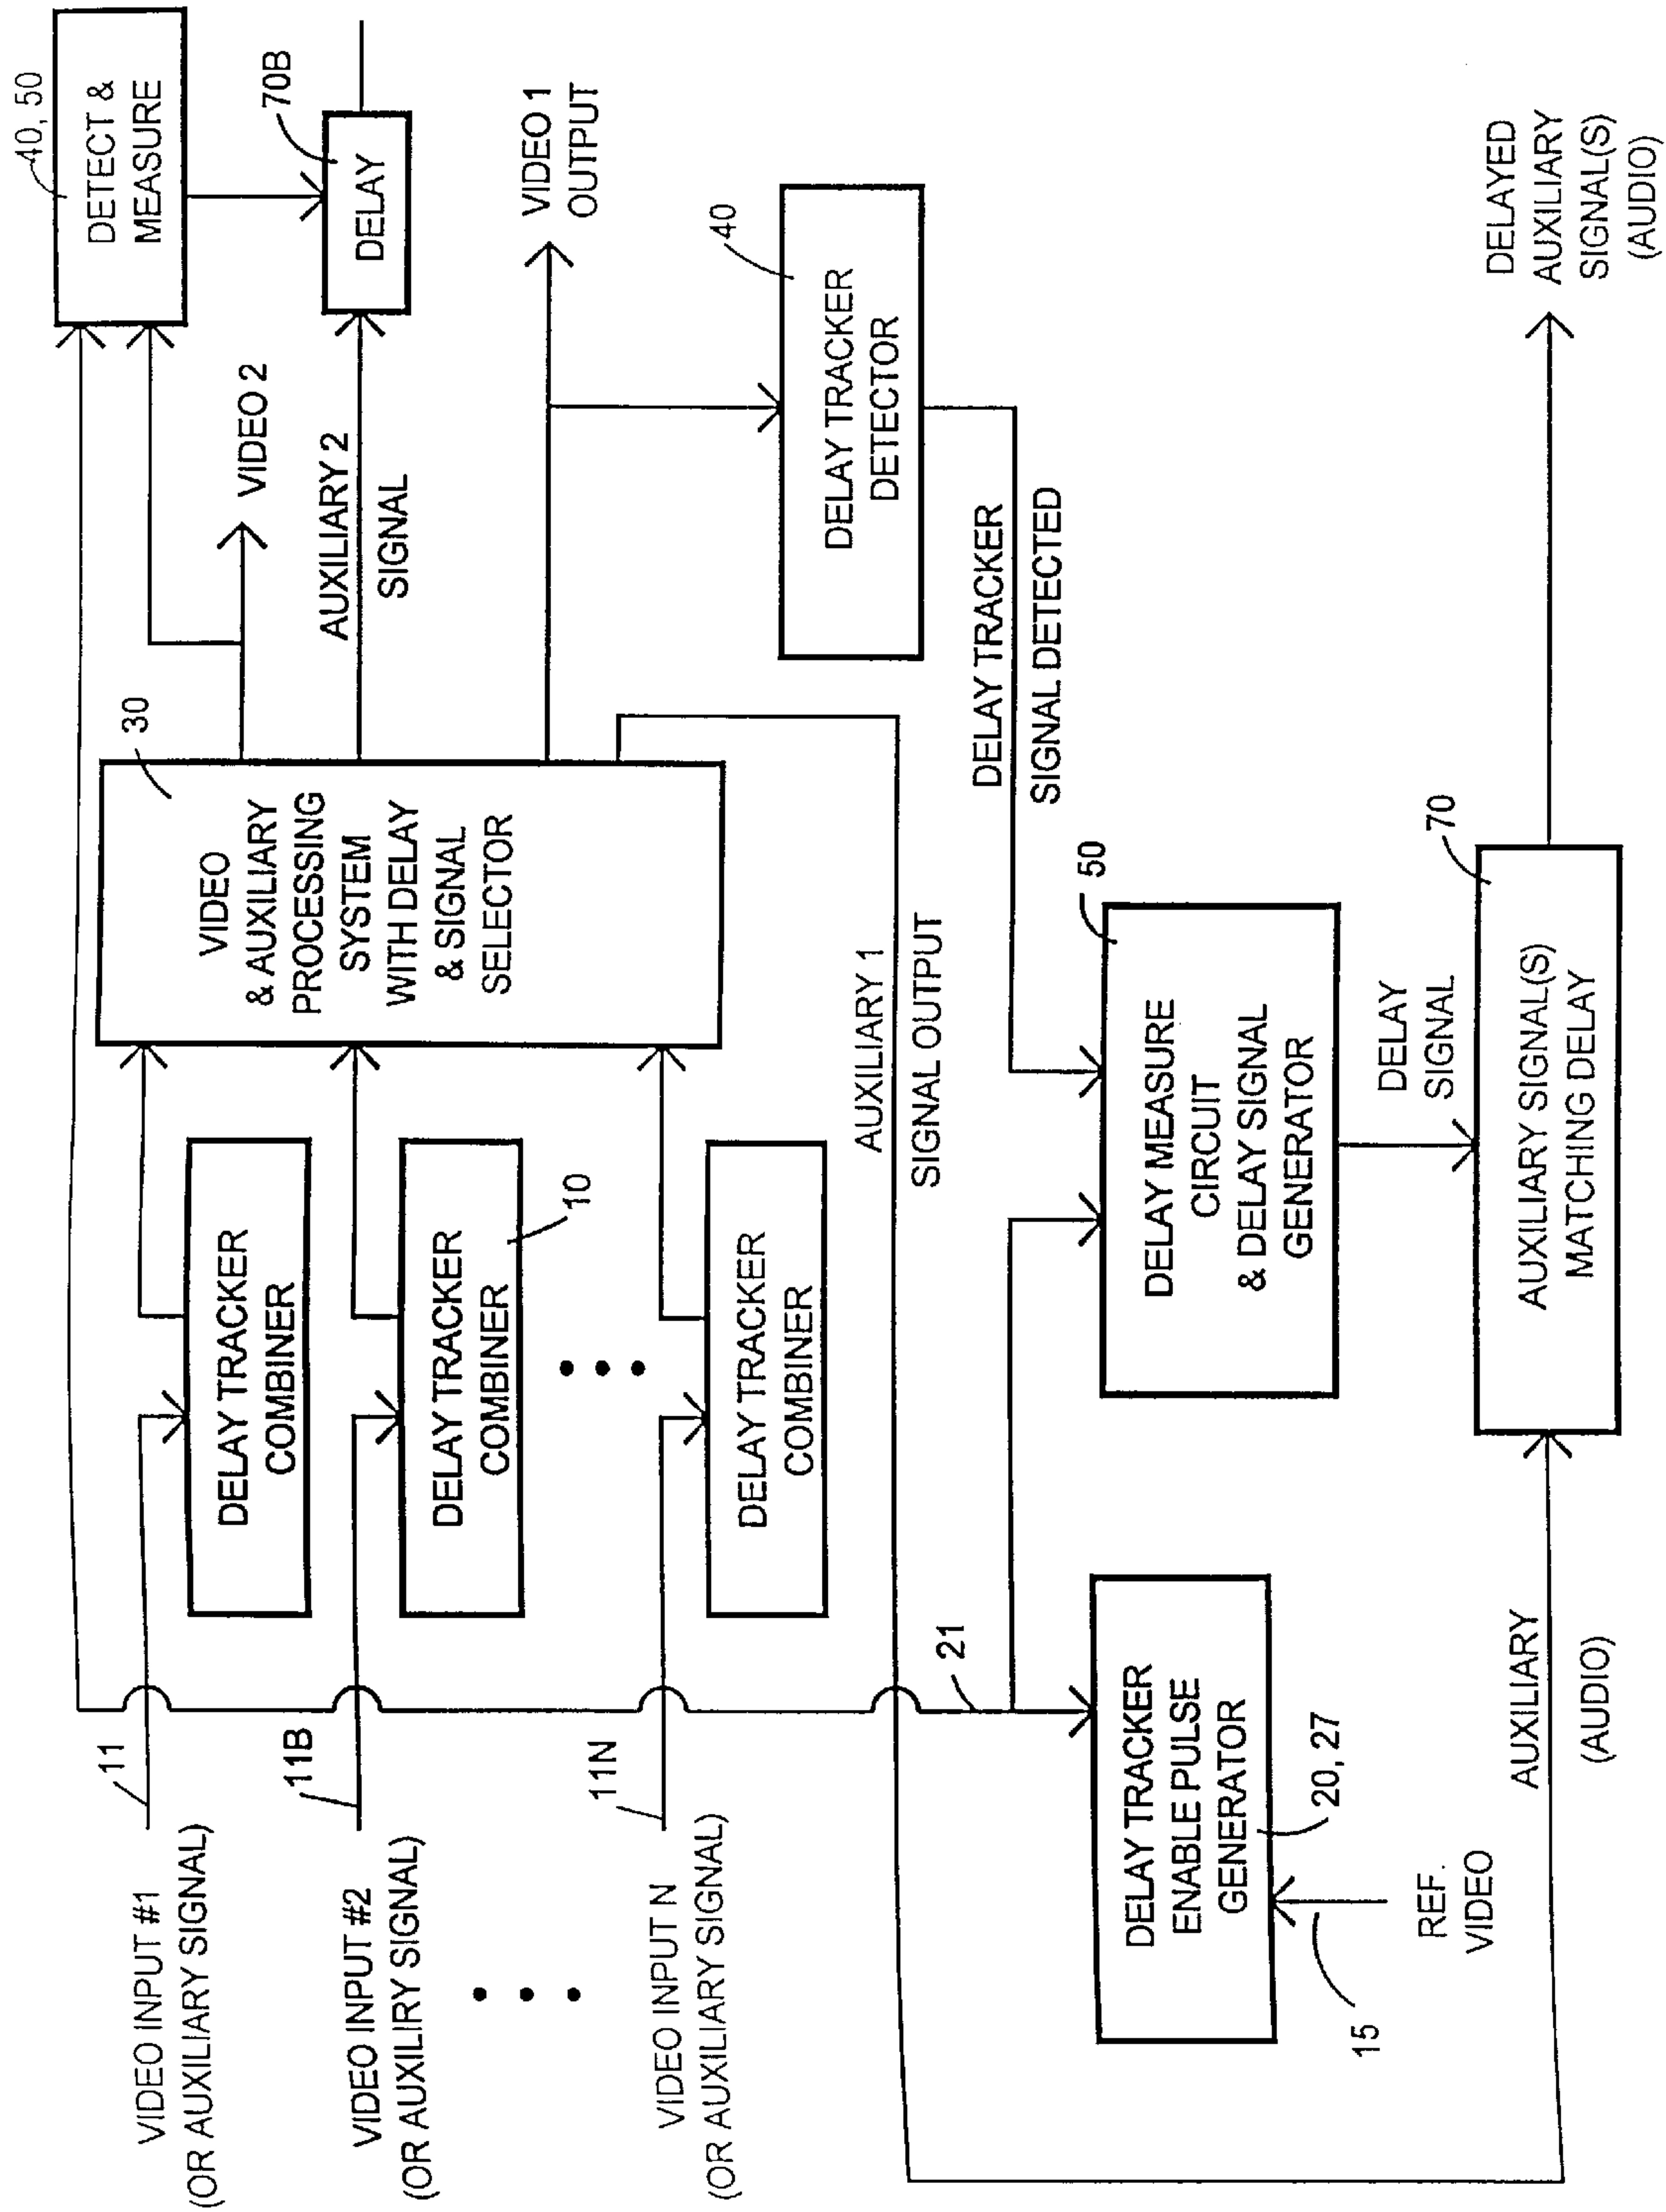 VIDEO INPUT #1
(OR AUXILIARY SIGNAL)
11
VIDEO INPUT #2
(OR AUXILIRY SIGNAL)
11B
VIDEO INPUT N
(OR AUXILIARY SIGNAL)
11N
DELAY TRACKER
COMBINER
DELAY TRACKER
COMBINER
10
DELAY TRACKER
COMBINER
VIDEO
& AUXILIARY
PROCESSING
SYSTEM
WITH DELAY
& SIGNAL
SELECTOR
30
40, 50
DETECT &
MEASURE
VIDEO 2
AUXILIARY 2
SIGNAL
DELAY
70B
VIDEO 1
OUTPUT
DELAY TRACKER
DETECTOR
40
DELAY TRACKER
SIGNAL DETECTED
AUXILIARY 1
SIGNAL OUTPUT
21
DELAY TRACKER
ENABLE PULSE
GENERATOR
20, 27
15
REF.
VIDEO
DELAY MEASURE
CIRCUIT
& DELAY SIGNAL
GENERATOR
50
DELAY
SIGNAL
AUXILIARY
(AUDIO)
AUXILIARY SIGNAL(S)
MATCHING DELAY
70
DELAYED
AUXILIARY
SIGNAL(S)
(AUDIO)